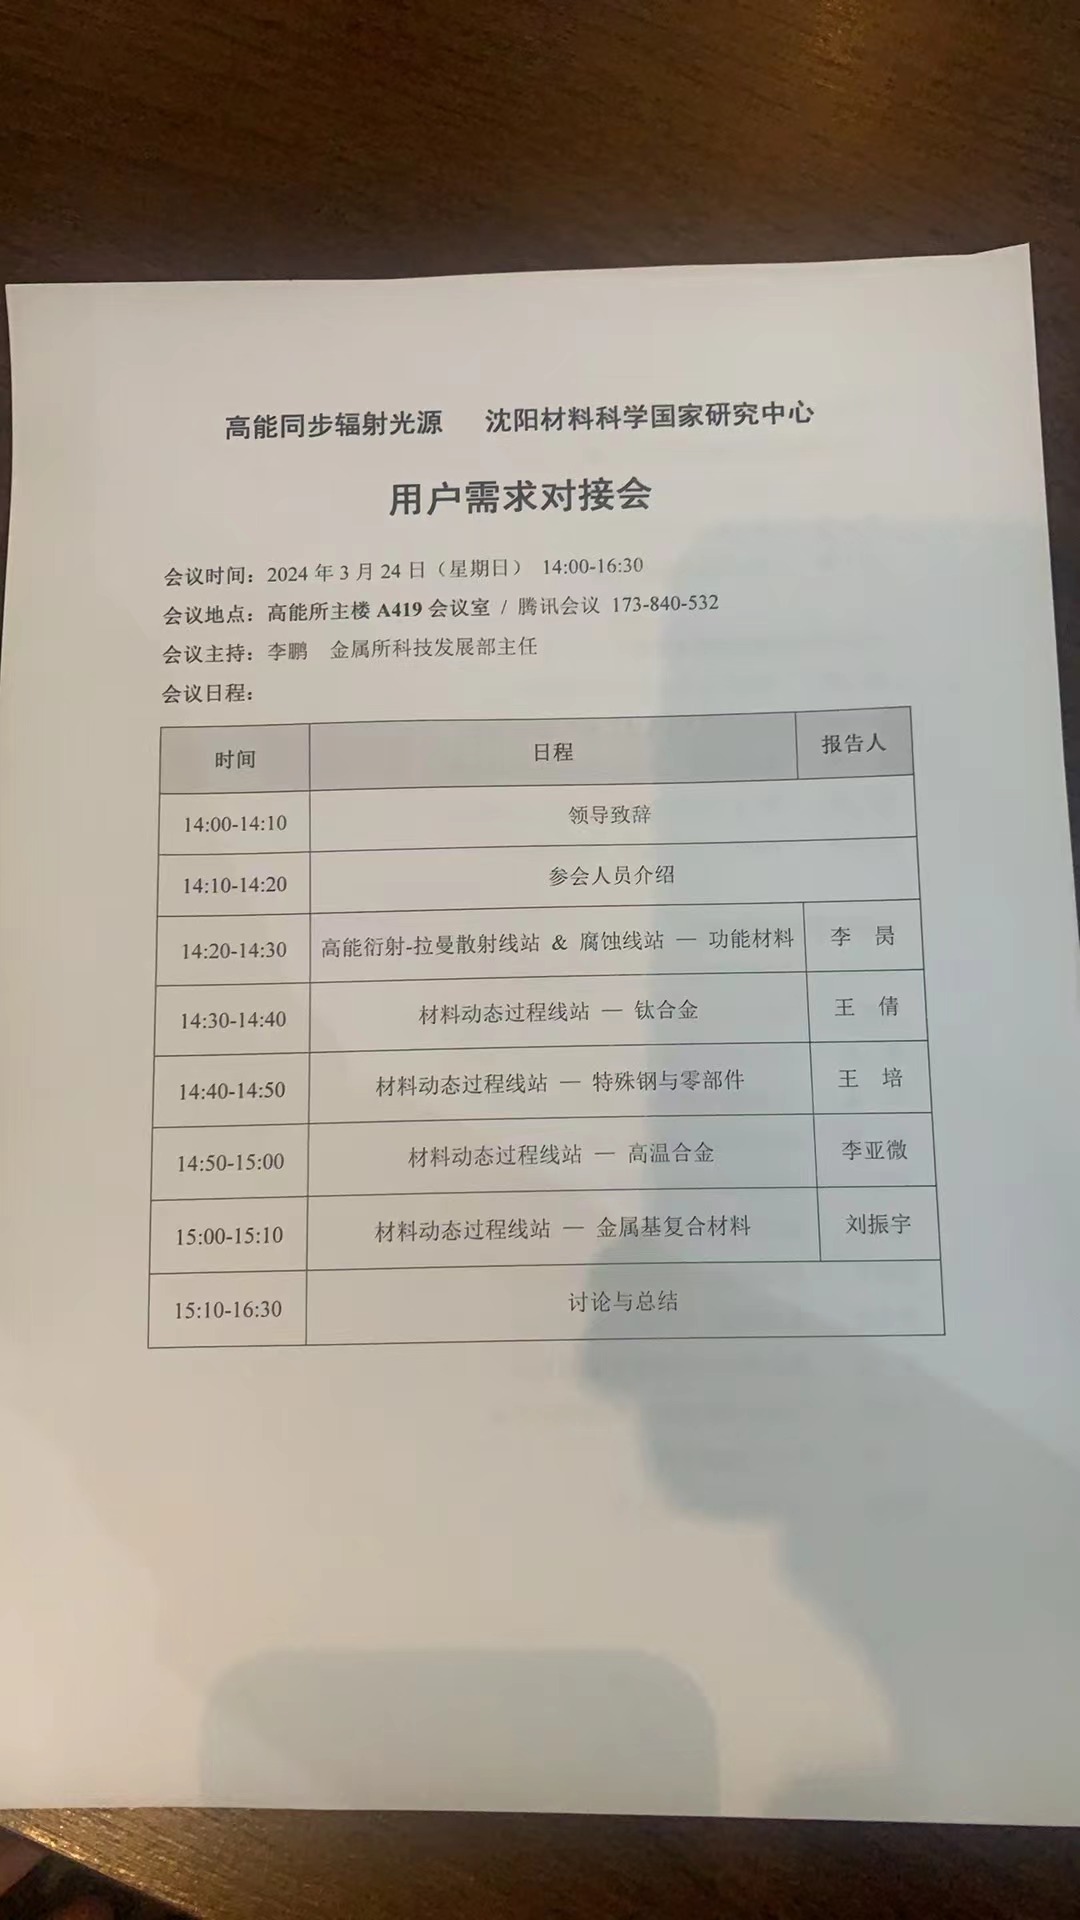 高能同步辐射光源 沈阳材料科学国家研究中心
用户需求对接会
会议时间：2024 年 3 月 24 日（星期日） 14:00-16:30
会议地点：高能所主楼 A419 会议室 / 腾讯会议 173-840-532
会议主持：李鹏 金属所科技发展部主任
会议日程：
时间 日程 报告人
14:00-14:10 领导致辞
14:10-14:20 参会人员介绍
14:20-14:30 高能衍射-拉曼散射线站 & 腐蚀线站 — 功能材料 李 昺
14:30-14:40 材料动态过程线站 — 钛合金 王 倩
14:40-14:50 材料动态过程线站 — 特殊钢与零部件 王 培
14:50-15:00 材料动态过程线站 — 高温合金 李亚微
15:00-15:10 材料动态过程线站 — 金属基复合材料 刘振宇
15:10-16:30 讨论与总结